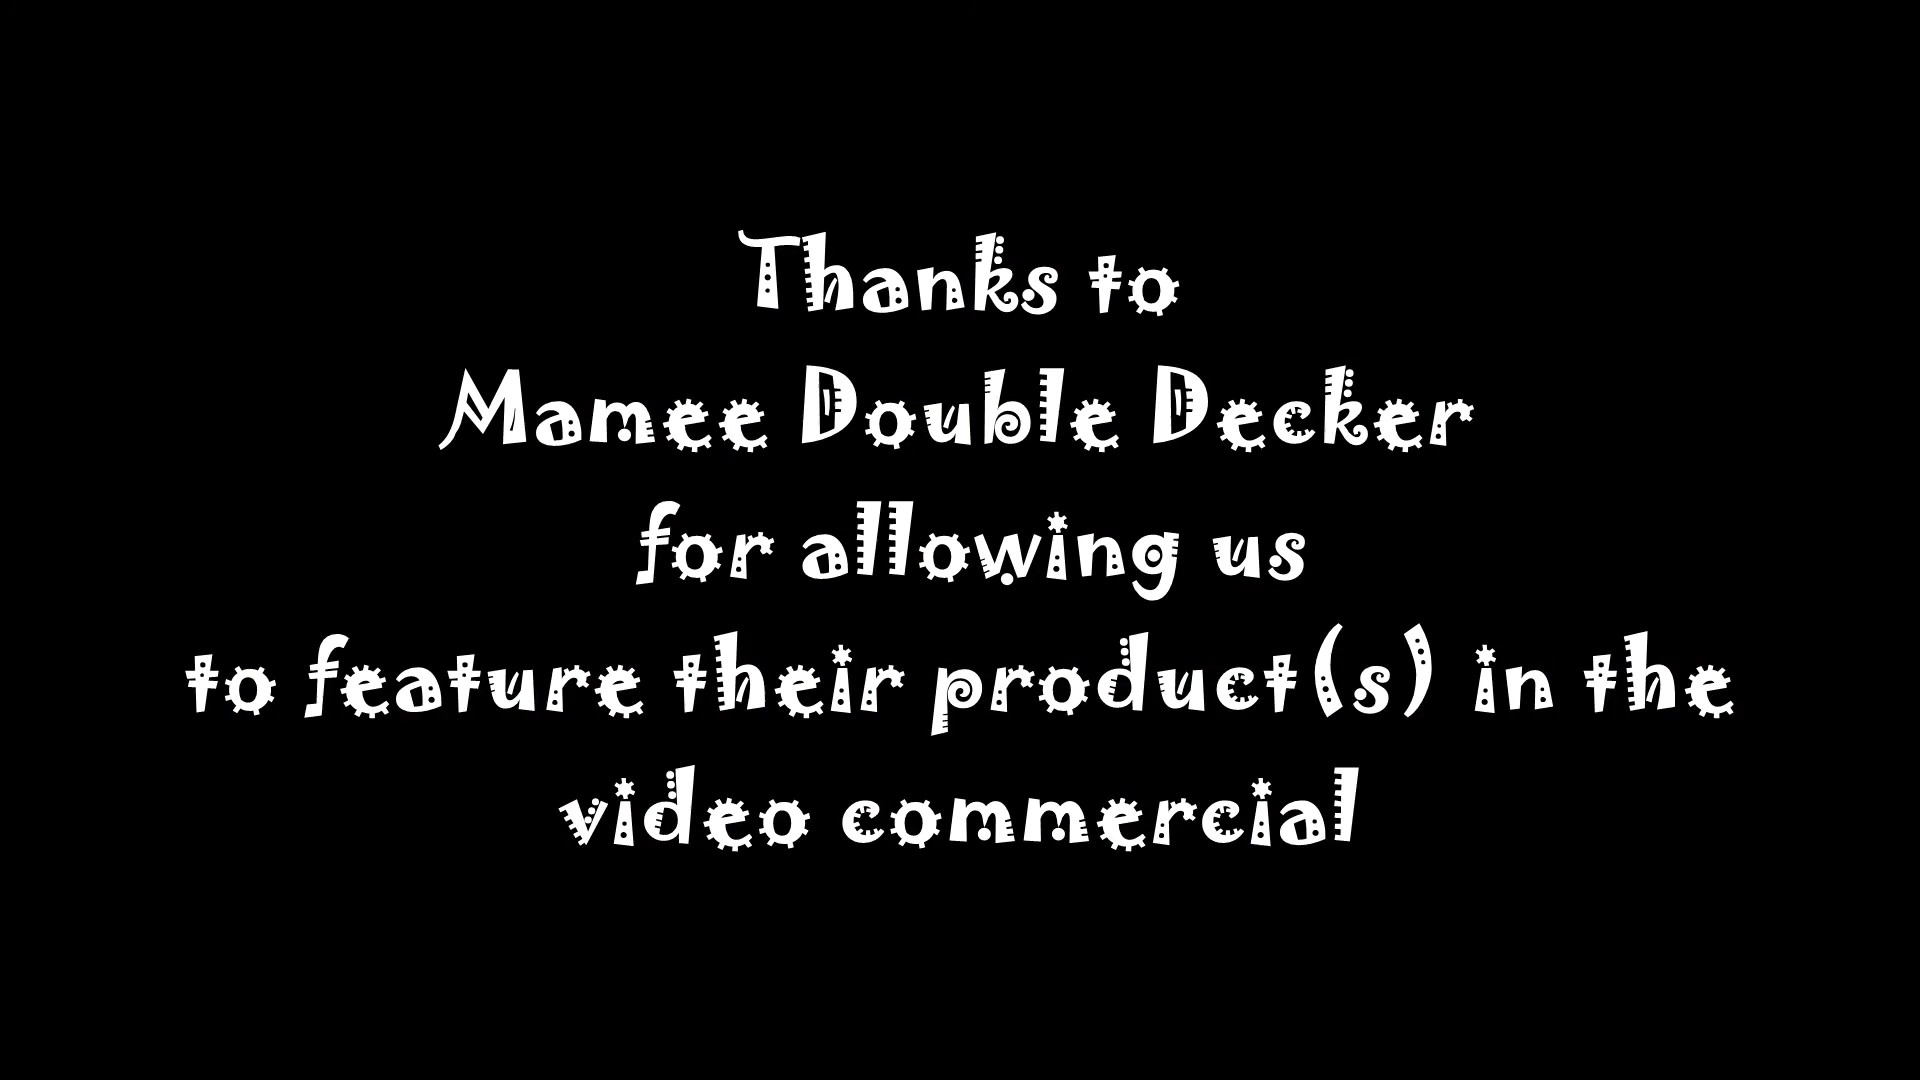 Thanks to
Mamee Double Decker
for allowing us
to feature their product(s) in the
video commercial